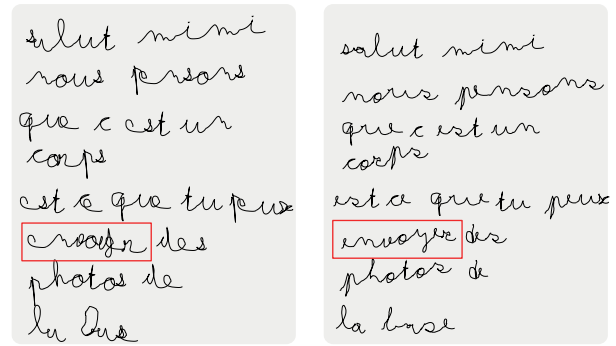 salut mimi
nous pensons
que c est un
corps
est ce que tu peux
des
photos de
la
salut mimi
nous pensons
que c est un
corps
est ce que tu peux
envoyer des
photos de
la base